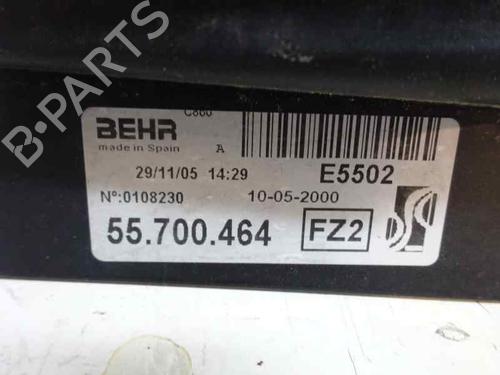 C860
BEHR
made in Spain A
29/11/05 14:29 E5502
Nº:0108230 10-05-2000
55.700.464 FZ2
B-PARTS